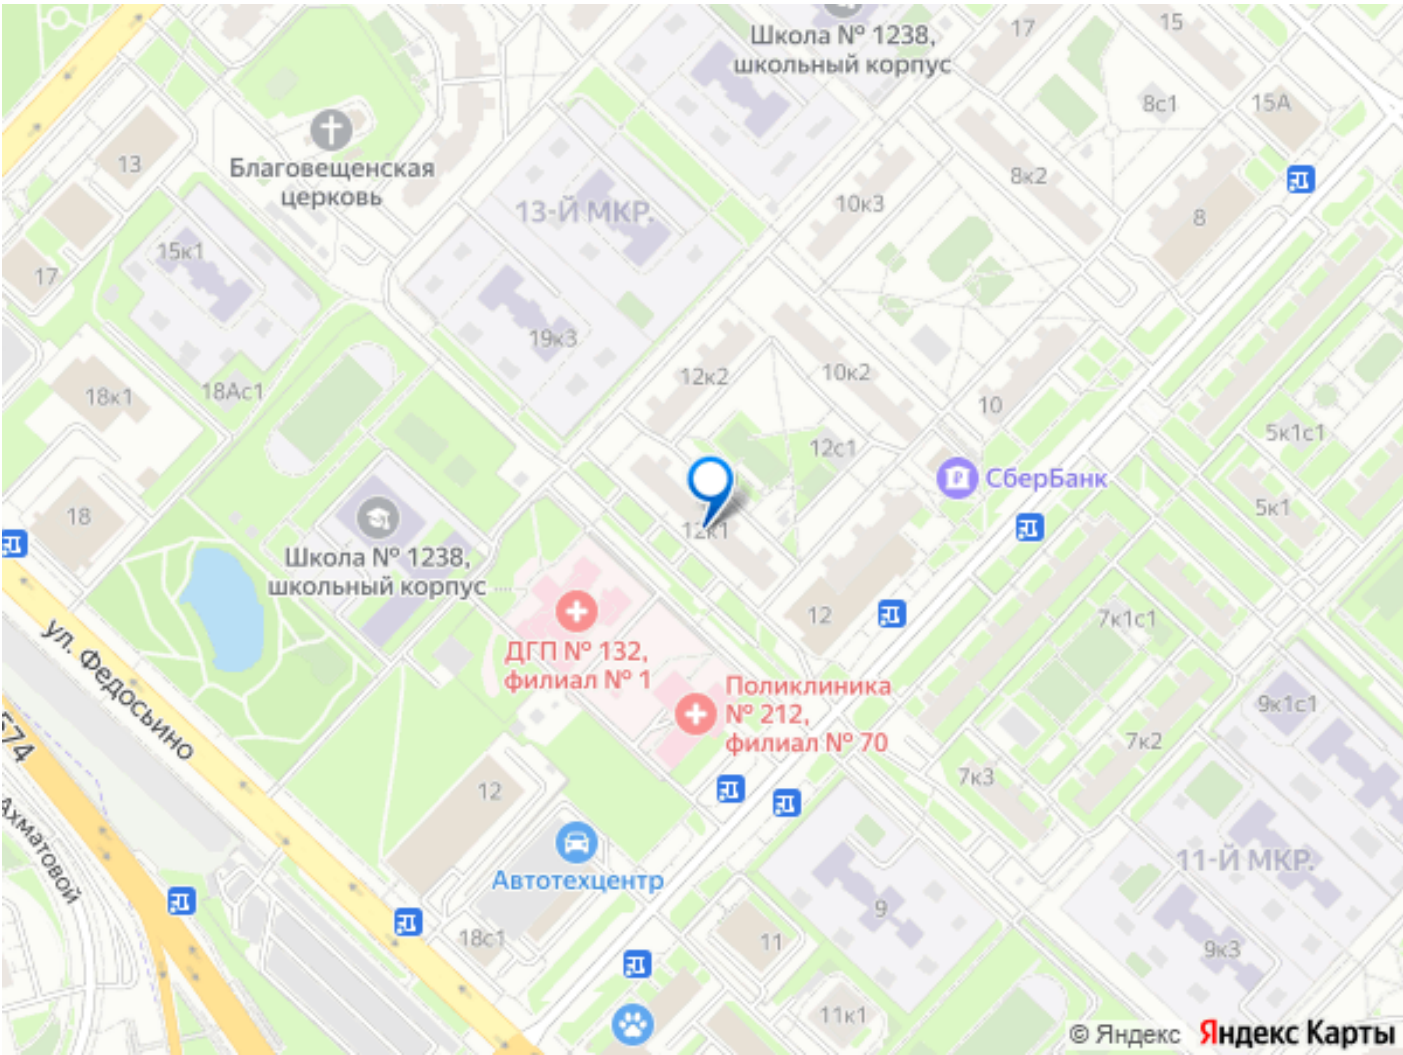 Школа № 1238,
школьный корпус
17
15
8с1
15А
13
Благовещенская
церковь
8к2
13-Й МКР.
10к3
8
15к1
17
19к3
12к2
10к2
18к1
18Ас1
10
12с1
5к1с1
СберБанк
18
5к1
12к1
Школа № 1238,
школьный корпус
12
7к1с1
ДГП № 132,
филиал № 1
ул. Федосьино
Поликлиника
№ 212,
филиал № 70
9к1с1
574
7к2
7к3
12
Ахматовой
11-Й МКР.
Автотехцентр
9
18с1
11
9к3
11к1
© Яндекс Яндекс Карты